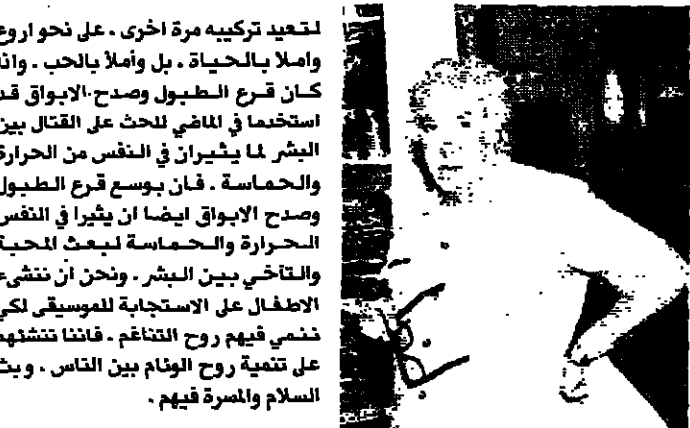 لتعيد تركيبه مرة اخرى ، على نحو اروع
واملا بالحياة ، بل وأملأ بالحب . وانه
كان قرع الطبول وصدح الابواق قد
استخدما في الماضي للحث على القتال بين
البشر لما يثيران في النفس من الحرارة
والحماسة ، فان بوسع قرع الطبول
وصدح الابواق ايضا ان يثيرا في النفس
الحرارة والحماسة لبعث المحبة
والتآخي بين البشر . ونحن ان ننشىء
الاطفال على الاستجابة للموسيقى لكي
ننمي فيهم روح التناغم ، فاننا ننشئهم
على تنمية روح الوئام بين الناس ، وبث
السلام والمسرة فيهم .